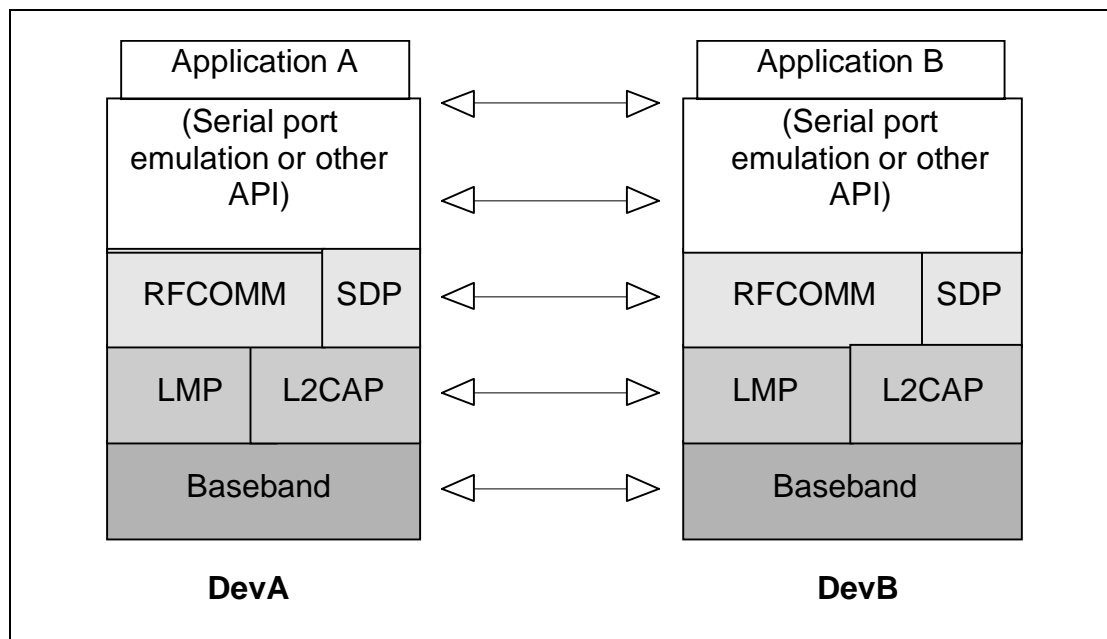 Application A
Application B
(Serial port
emulation or other
API)
(Serial port
emulation or other
API)
RFCOMM
SDP
RFCOMM
SDP
LMP
L2CAP
LMP
L2CAP
Baseband
Baseband
DevA
DevB